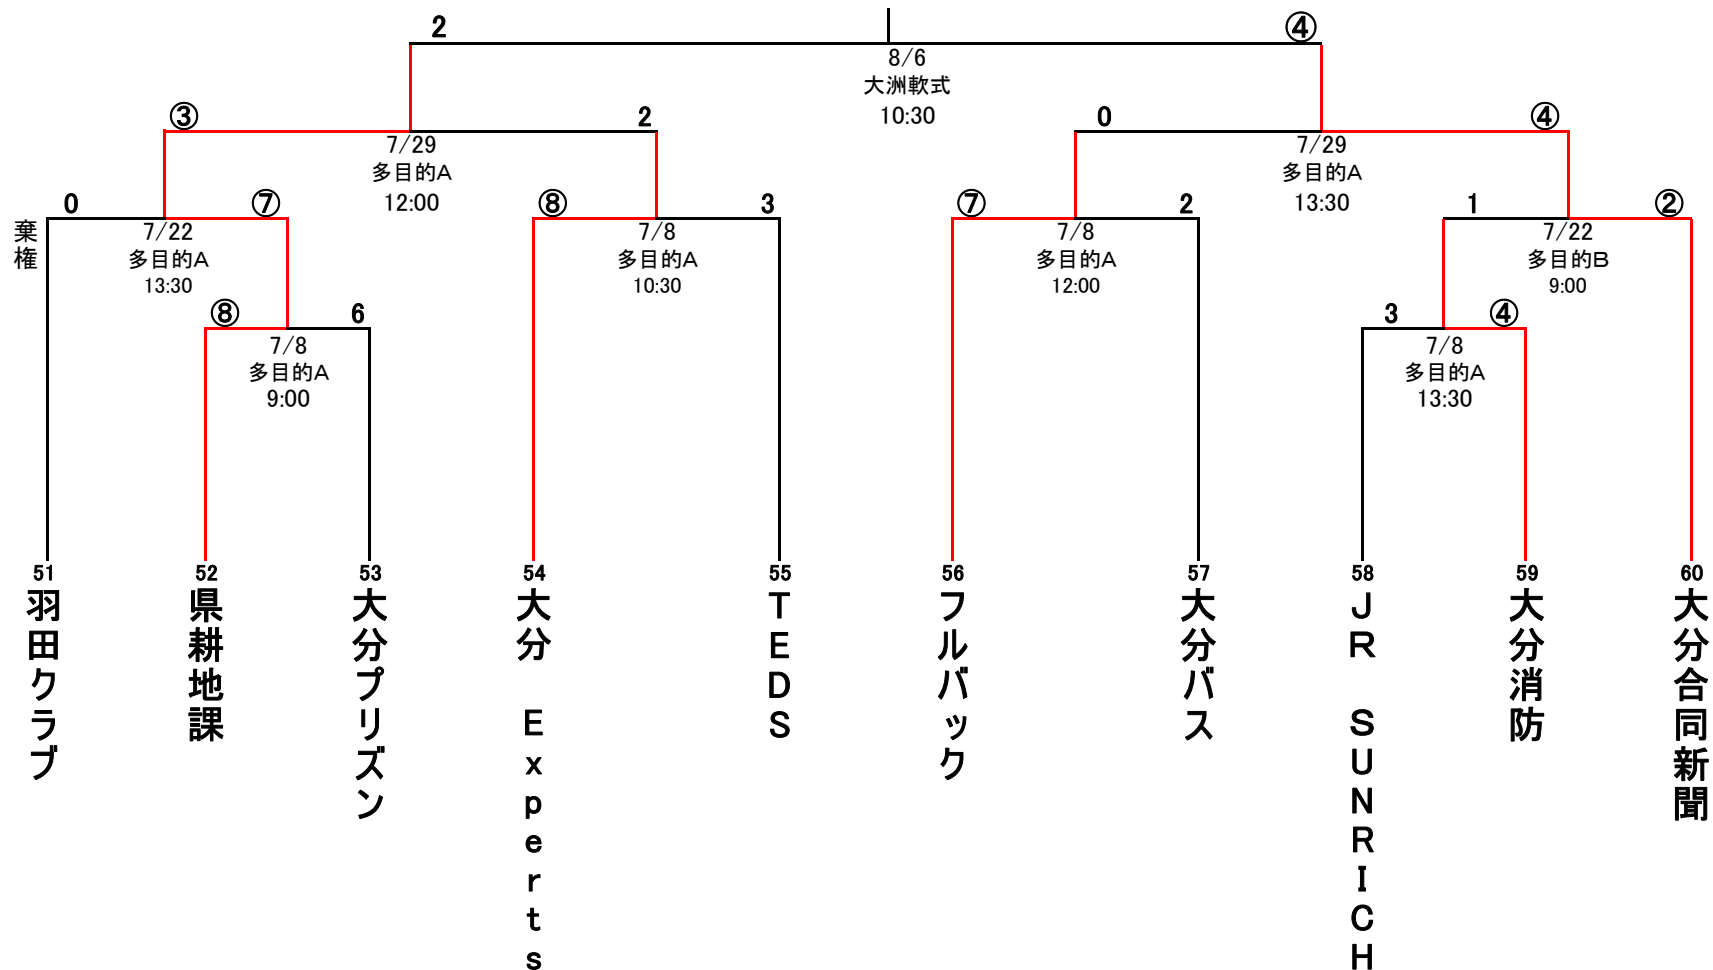 2 ④
8/6
大洲軟式
10:30
③ 2 0 ④
7/29 7/29
多目的A 多目的A
12:00 13:30
0 ⑦ ⑧ 3 ⑦ 2 1 ②
棄権
7/22 7/8 7/8 7/22
多目的A 多目的A 多目的A 多目的B
13:30 10:30 12:00 9:00
⑧ 6 3 ④
7/8 7/8
多目的A 多目的A
9:00 13:30
51 52 53 54 55 56 57 58 59 60
羽田クラブ
県耕地課
大分プリズン
大分 Experts
TEDS
フルバック
大分バス
JR SUNRICH
大分消防
大分合同新聞